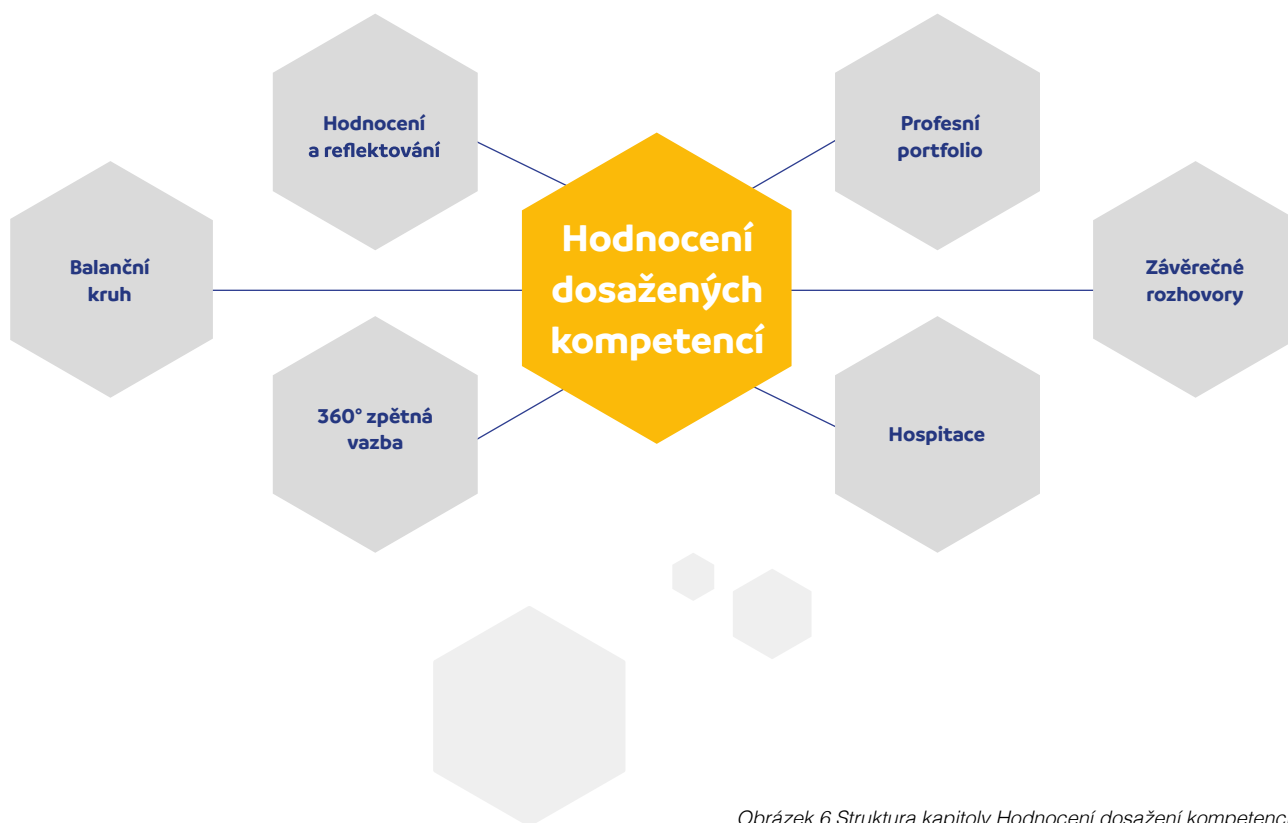 Hodnocení
a reflektování
Profesní
portfolio
Balanční
kruh
Hodnocení
dosažených
kompetencí
Závěrečné
rozhovory
360° zpětná
vazba
Hospitace
Obrázek 6 Struktura kapitoly Hodnocení dosažení kompetenc